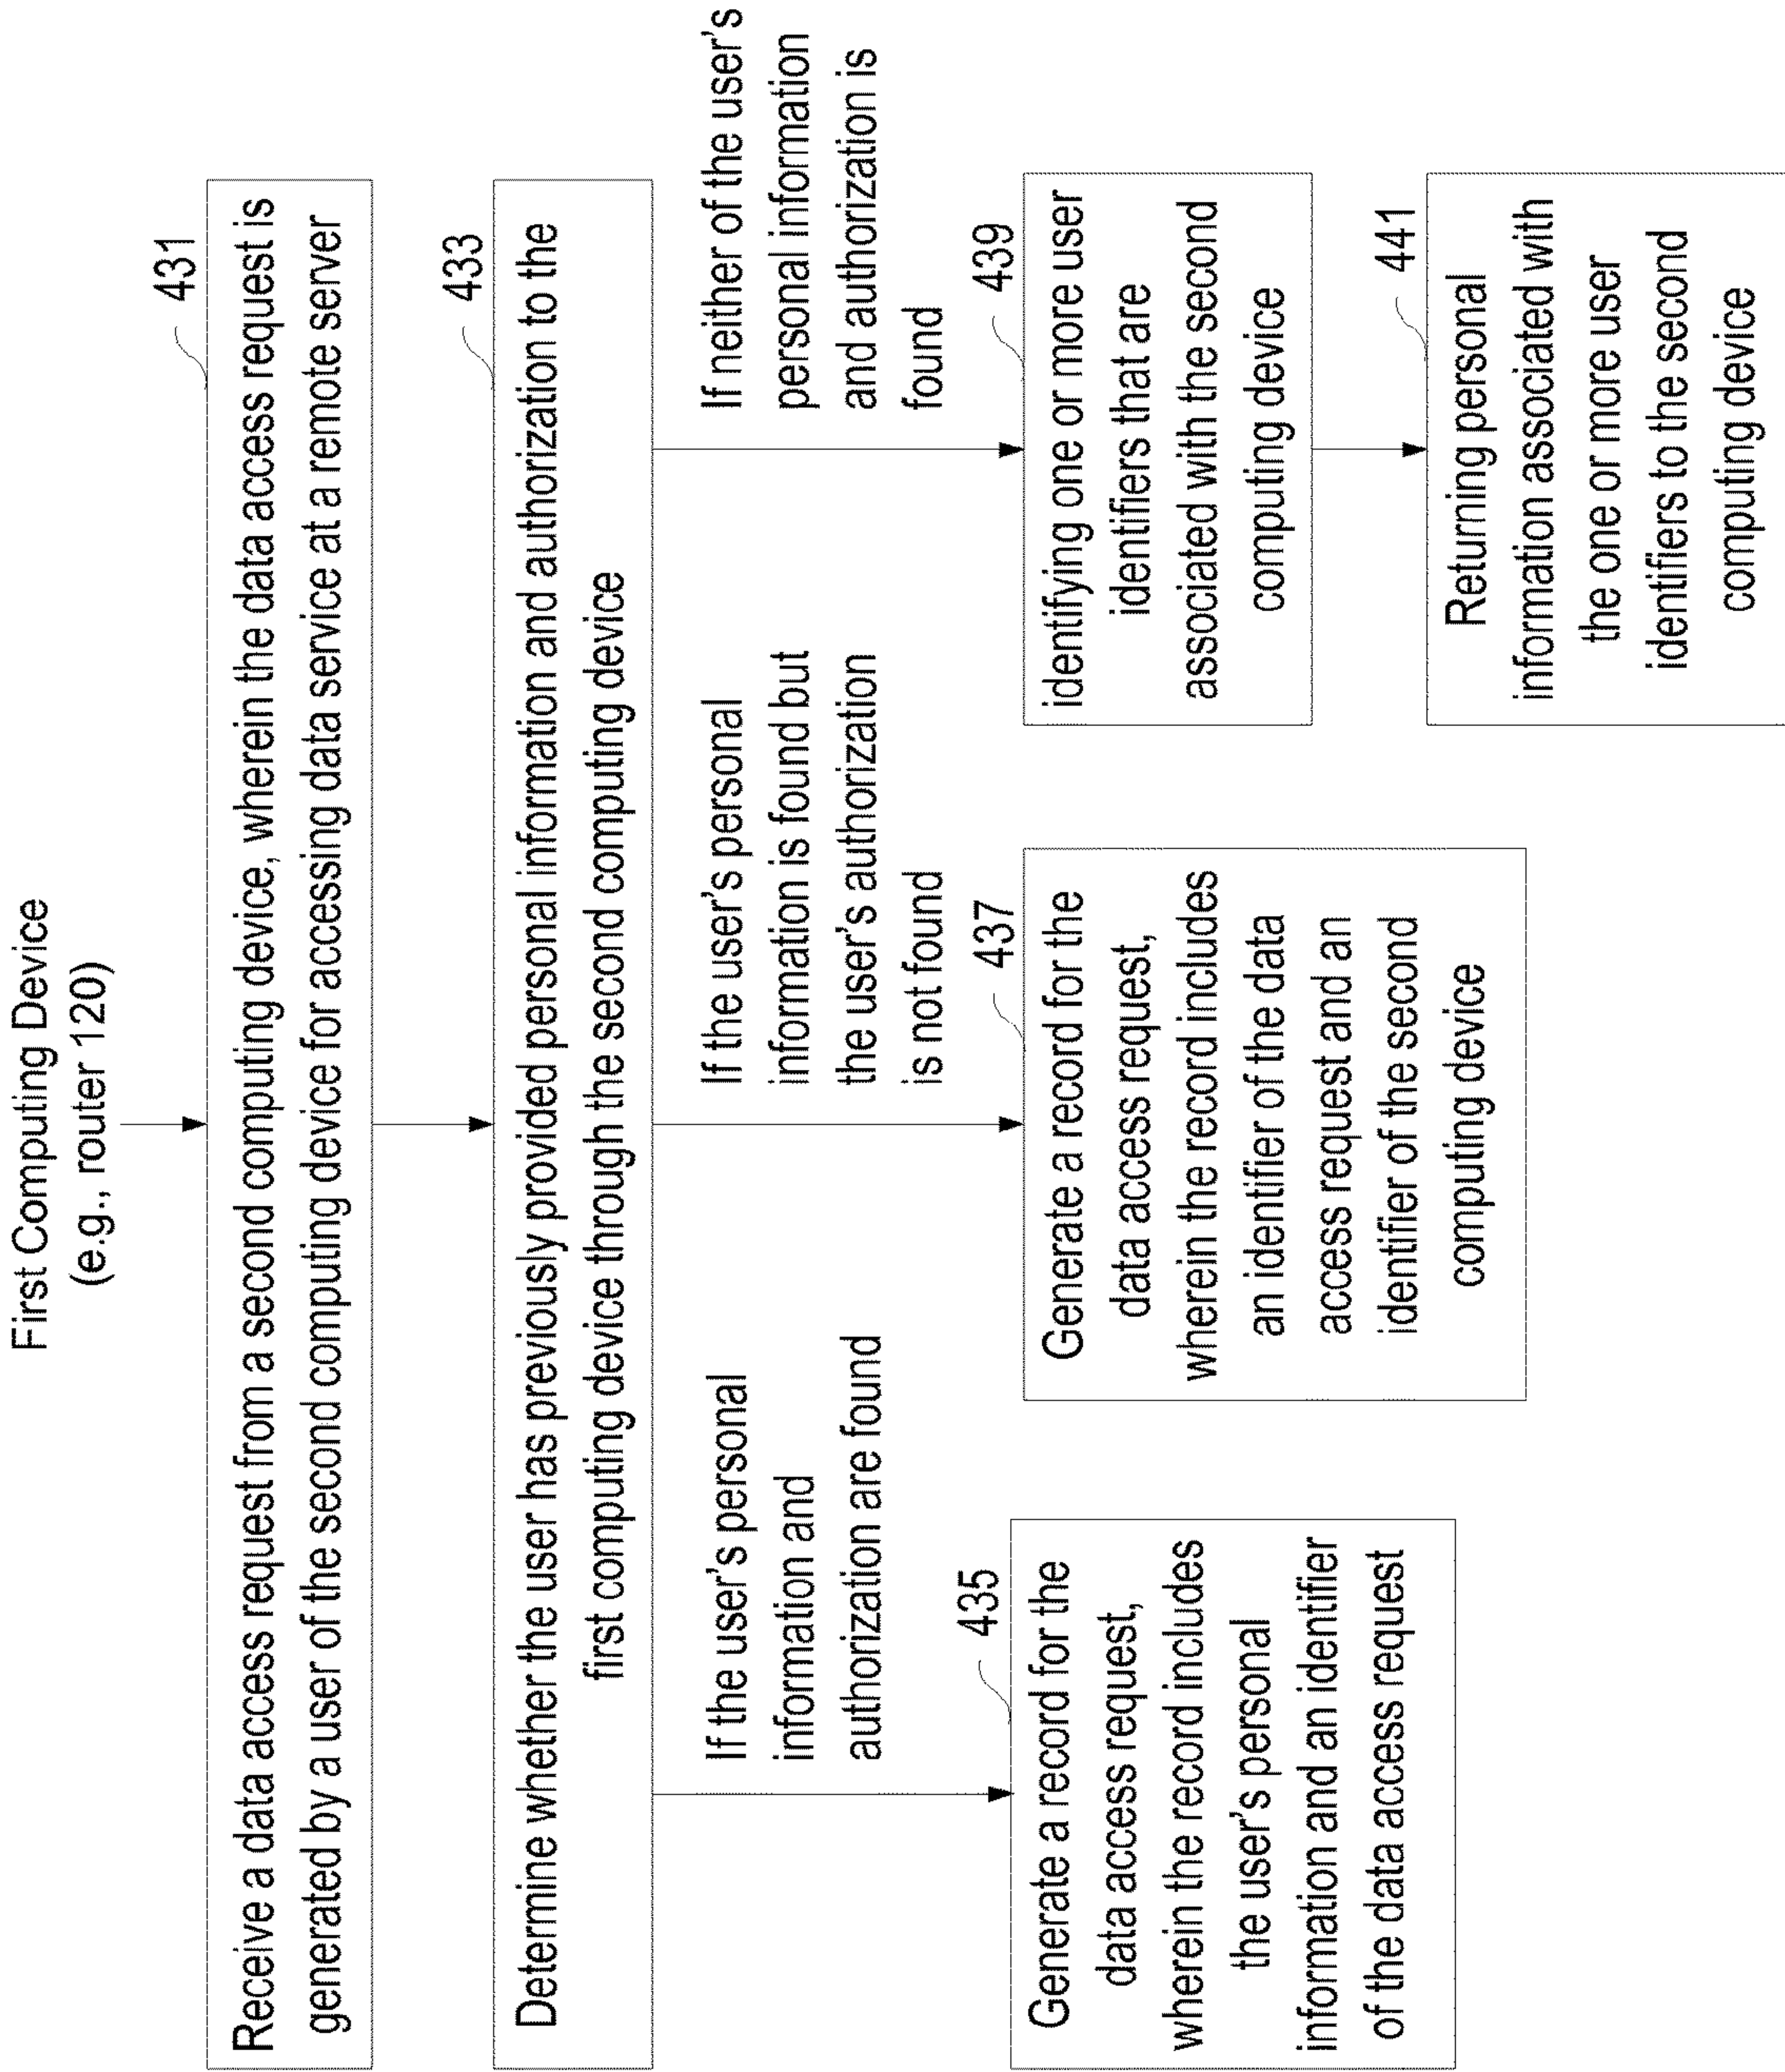 First Computing Device
(e.g., router 120)
431
Receive a data access request from a second computing device, wherein the data access request is
generated by a user of the second computing device for accessing data service at a remote server
433
Determine whether the user has previously provided personal information and authorization to the
first computing device through the second computing device
If the user's personal
information and
authorization are found
435
Generate a record for the
data access request,
wherein the record includes
the user's personal
information and an identifier
of the data access request
If the user's personal
information is found but
the user's authorization
is not found
437
Generate a record for the
data access request,
wherein the record includes
an identifier of the data
access request and an
identifier of the second
computing device
If neither of the user's
personal information
and authorization is
found
439
identifying one or more user
identifiers that are
associated with the second
computing device
441
Returning personal
information associated with
the one or more user
identifiers to the second
computing device